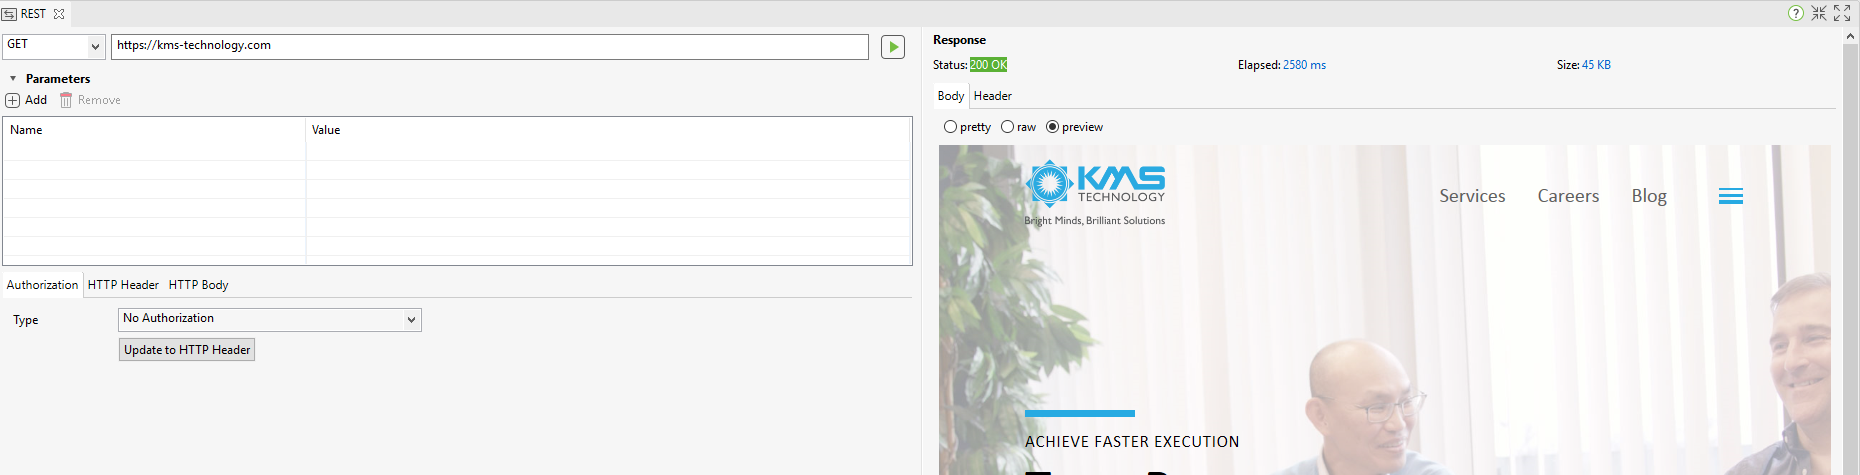 REST
GET https://kms-technology.com
Parameters
Add Remove
Name Value
Authorization HTTP Header HTTP Body
Type No Authorization
Update to HTTP Header
?
Response
Status: 200 OK Elapsed: 2580 ms Size: 45 KB
Body Header
pretty raw preview
KMS
TECHNOLOGY
Bright Minds, Brilliant Solutions
Services Careers Blog
ACHIEVE FASTER EXECUTION